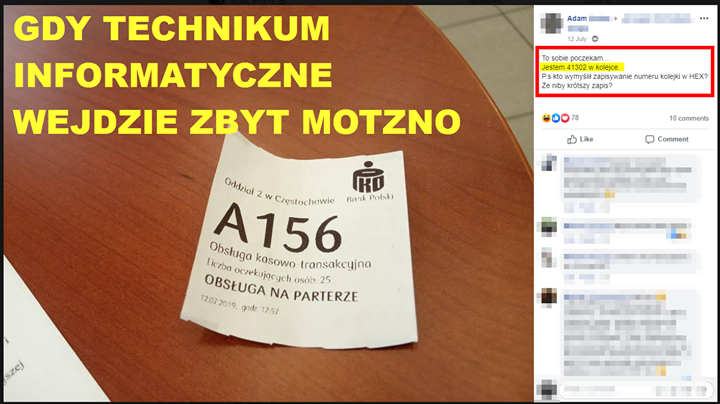 GDY TECHNIKUM
INFORMATYCZNE
WEJDZIE ZBYT MOTZNO
Oddział 2 w Częstochowie
PKO
Bank Polski
A156
Obsługa kasowo-transakcyjna
Liczba oczekujących osób: 25
OBSŁUGA NA PARTERZE
12.07.2019, godz. 12:57
Adam
12 July
To sobie poczekam...
Jestem 41302 w kolejce.
P.s kto wymyślił zapisywanie numeru kolejki w HEX?
Że niby krótszy zapis?
78
10 comments
Like
Comment